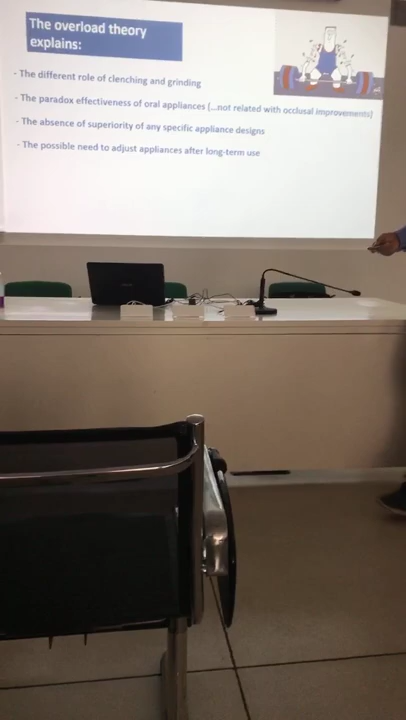 The overload theory
explains:
- The different role of clenching and grinding
- The paradox effectiveness of oral appliances (...not related with occlusal improvements)
- The absence of superiority of any specific appliance designs
- The possible need to adjust appliances after long-term use